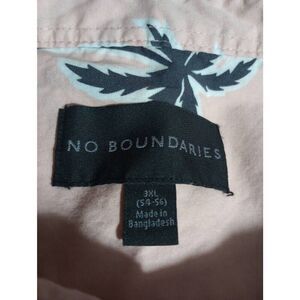 NO BOUNDARIES
3XL
(54-56)
Made in
Bangladesh